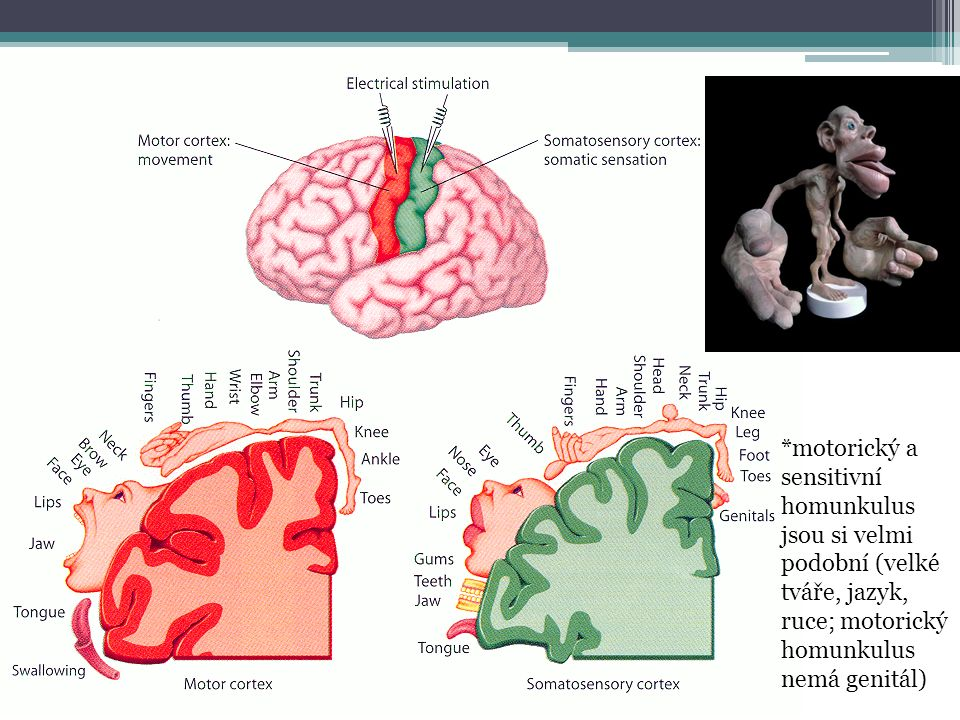 Electrical stimulation
Motor cortex:
movement
Somatosensory cortex:
somatic sensation
Fingers
Thumb
Hand
Wrist
Elbow
Arm
Shoulder
Trunk
Hip
Knee
Ankle
Toes
Neck
Brow
Eye
Face
Lips
Jaw
Tongue
Swallowing
Motor cortex
Fingers
Hand
Arm
Shoulder
Head
Neck
Trunk
Hip
Knee
Leg
Foot
Toes
Genitals
Thumb
Eye
Nose
Face
Lips
Gums
Teeth
Jaw
Tongue
Somatosensory cortex
*motorický a
sensitivní
homunkulus
jsou si velmi
podobní (velké
tváře, jazyk,
ruce; motorický
homunkulus
nemá genitál)